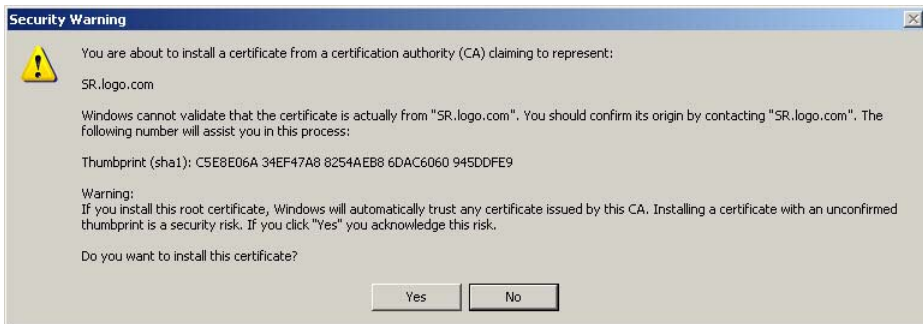 Security Warning
You are about to install a certificate from a certification authority (CA) claiming to represent:
SR.logo.com
Windows cannot validate that the certificate is actually from "SR.logo.com". You should confirm its origin by contacting "SR.logo.com". The
following number will assist you in this process:
Thumbprint (sha1): C5E8E06A 34EF47A8 8254AEB8 6DAC6060 945DDFE9
Warning:
If you install this root certificate, Windows will automatically trust any certificate issued by this CA. Installing a certificate with an unconfirmed
thumbprint is a security risk. If you click "Yes" you acknowledge this risk.
Do you want to install this certificate?
Yes No